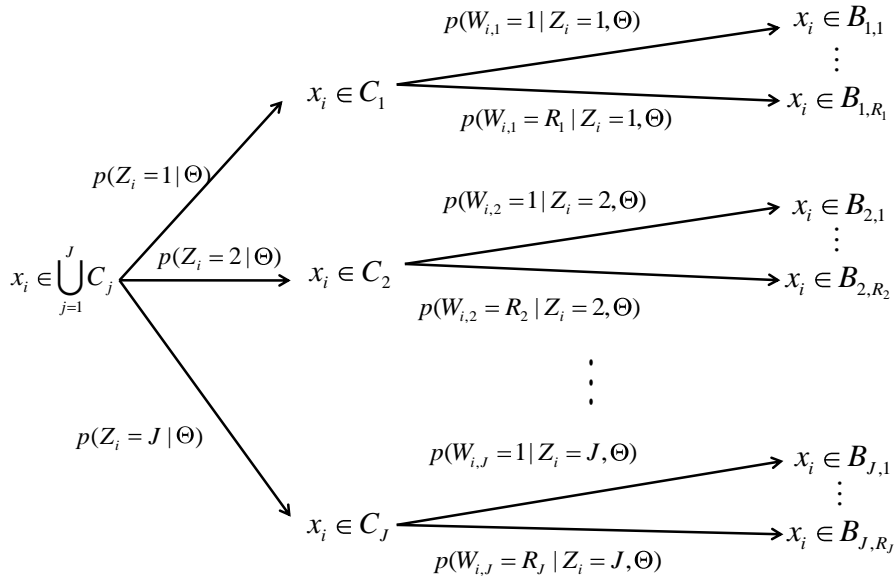 p(W_{i,1} = 1 | Z_i = 1, Θ)
x_i ∈ B_{1,1}
⋮
x_i ∈ C_1
x_i ∈ B_{1,R_1}
p(W_{i,1} = R_1 | Z_i = 1, Θ)
p(Z_i = 1 | Θ)
p(W_{i,2} = 1 | Z_i = 2, Θ)
x_i ∈ B_{2,1}
⋮
x_i ∈ ⋃_{j=1}^{J} C_j
p(Z_i = 2 | Θ)
x_i ∈ C_2
x_i ∈ B_{2,R_2}
p(W_{i,2} = R_2 | Z_i = 2, Θ)
⋮
p(Z_i = J | Θ)
p(W_{i,J} = 1 | Z_i = J, Θ)
x_i ∈ B_{J,1}
⋮
x_i ∈ C_J
x_i ∈ B_{J,R_J}
p(W_{i,J} = R_J | Z_i = J, Θ)